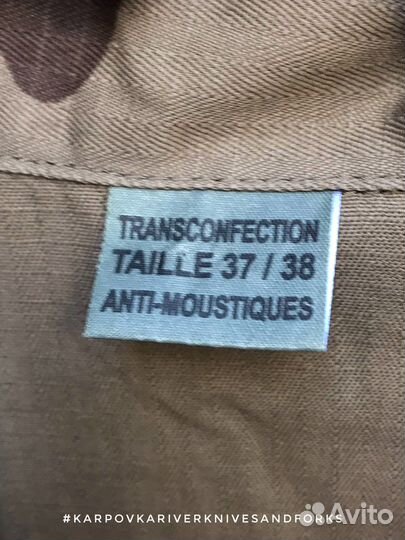 TRANSCONFECTION
TAILLE 37 / 38
ANTI-MOUSTIQUES
#KARPOVKARIVERKNIVESANDFORKS
Avito